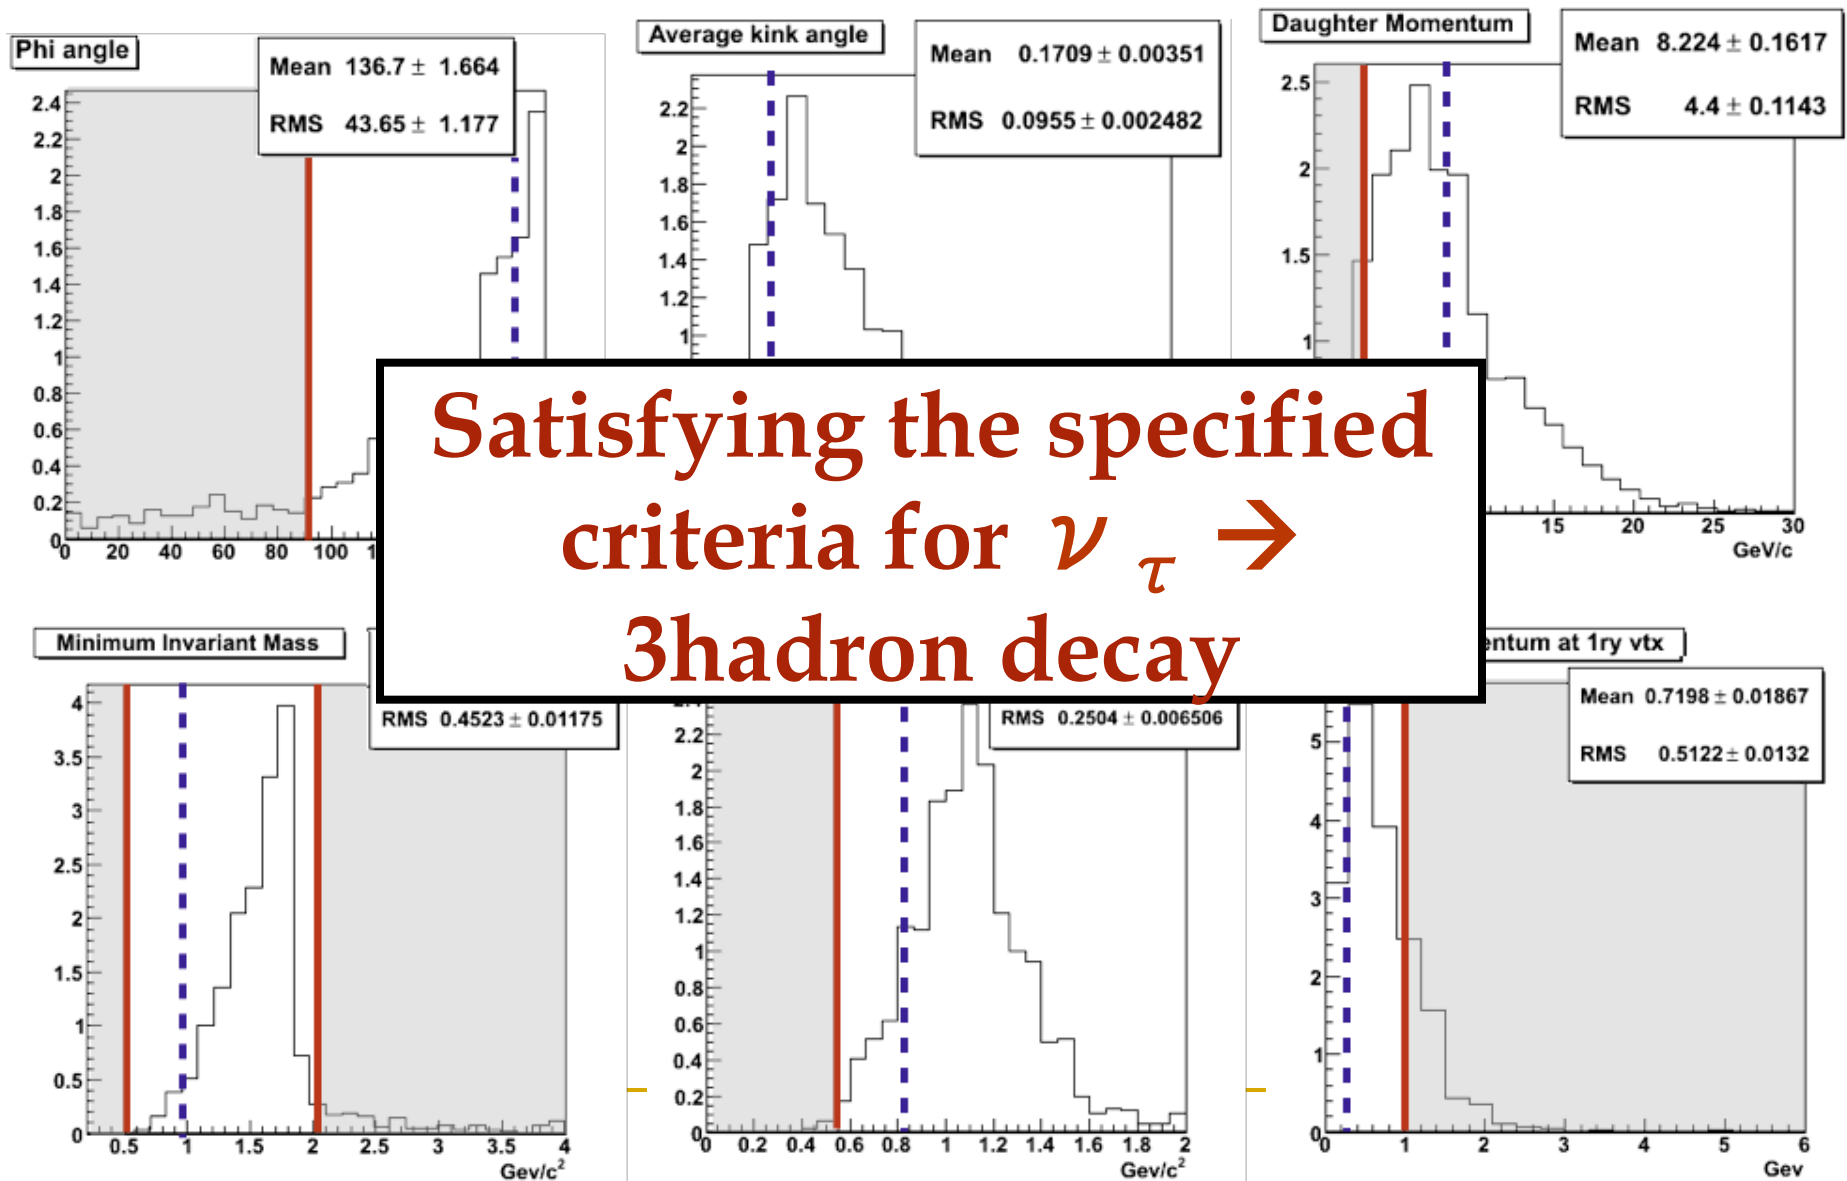 Phi angle
Mean 136.7 ± 1.664
RMS 43.65 ± 1.177
2.4
2.2
2
1.8
1.6
1.4
1.2
1
0.8
0.6
0.4
0.2
0
0 20 40 60 80 100
Average kink angle
Mean 0.1709 ± 0.00351
RMS 0.0955 ± 0.002482
2.2
2
1.8
1.6
1.4
1.2
1
Daughter Momentum
Mean 8.224 ± 0.1617
RMS 4.4 ± 0.1143
2.5
2
1.5
1
15 20 25 30
GeV/c
Satisfying the specified
criteria for ν τ →
3hadron decay
Minimum Invariant Mass
RMS 0.4523 ± 0.01175
4
3.5
3
2.5
2
1.5
1
0.5
0
0.5 1 1.5 2 2.5 3 3.5 4
Gev/c²
RMS 0.2504 ± 0.006506
2.2
2
1.8
1.6
1.4
1.2
1
0.8
0.6
0.4
0.2
0
0 0.2 0.4 0.6 0.8 1 1.2 1.4 1.6 1.8 2
Gev/c²
entum at 1ry vtx
Mean 0.7198 ± 0.01867
RMS 0.5122 ± 0.0132
5
4
3
2
1
0
0 1 2 3 4 5 6
Gev